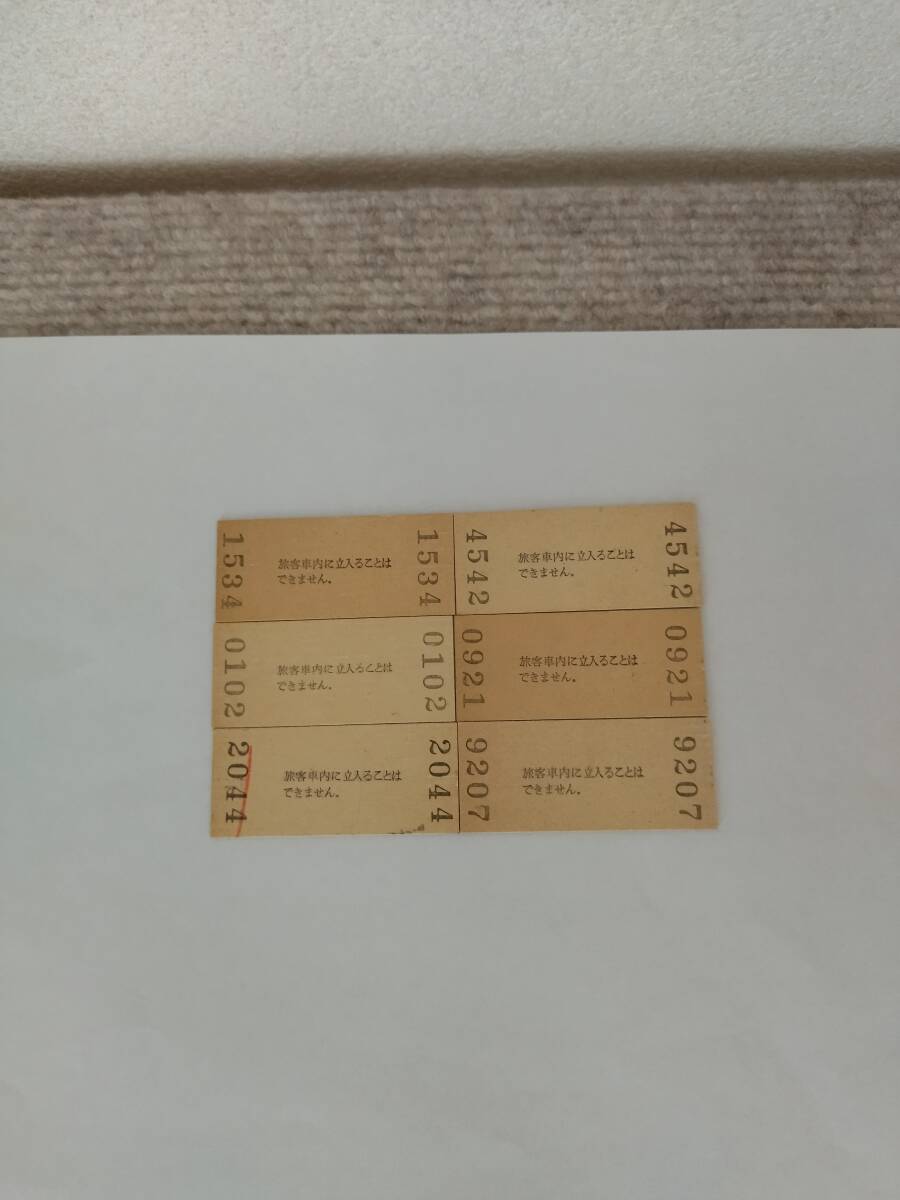 1534
旅客車内に立入ることは
できません。
1534
4542
旅客車内に立入ることは
できません。
4542
0102
旅客車内に立入ることは
できません。
0102
0921
旅客車内に立入ることは
できません。
0921
2044
旅客車内に立入ることは
できません。
2044
9207
旅客車内に立入ることは
できません。
9207